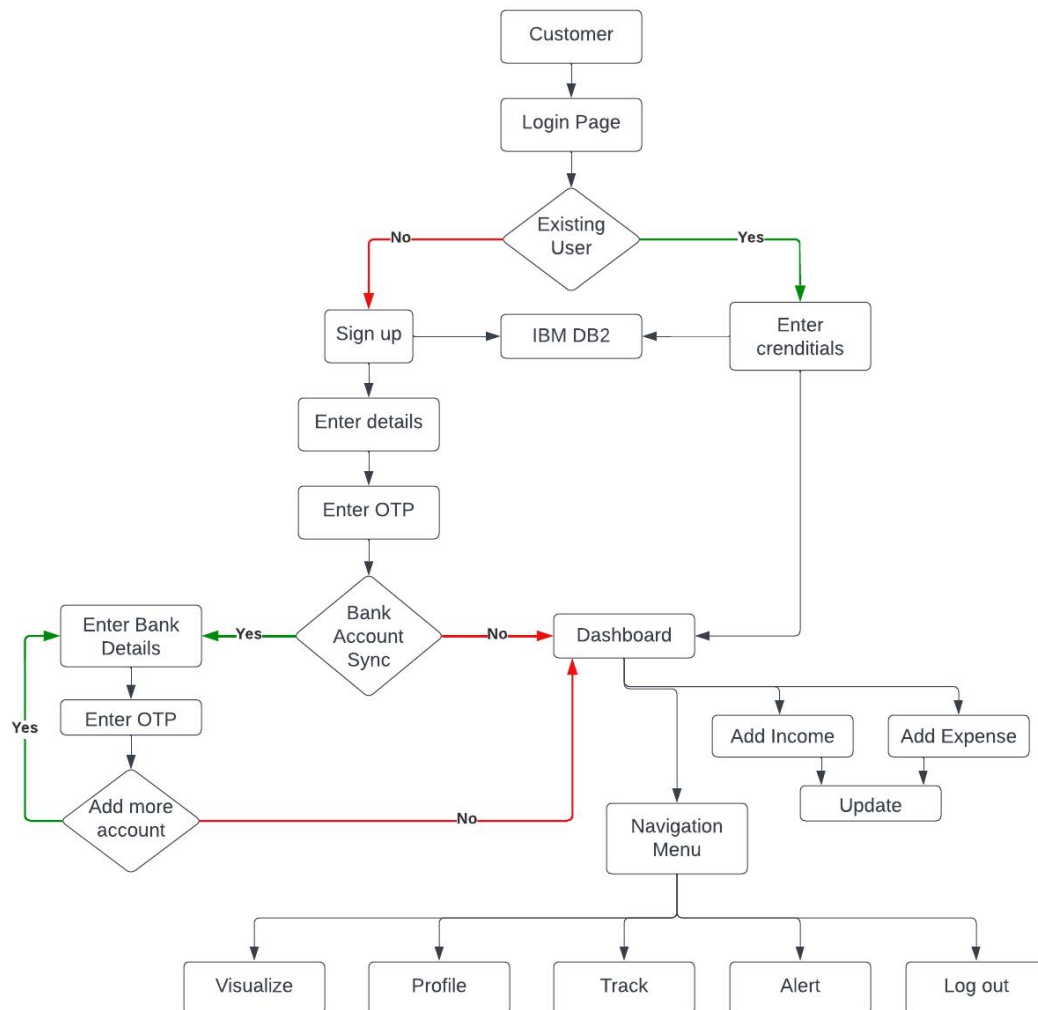 Customer
Login Page
Existing
User
No
Yes
Sign up
IBM DB2
Enter
crenditials
Enter details
Enter OTP
Bank
Account
Sync
Enter Bank
Details
Yes
No
Dashboard
Enter OTP
Yes
Add Income
Add Expense
Update
Add more
account
No
Navigation
Menu
Visualize
Profile
Track
Alert
Log out